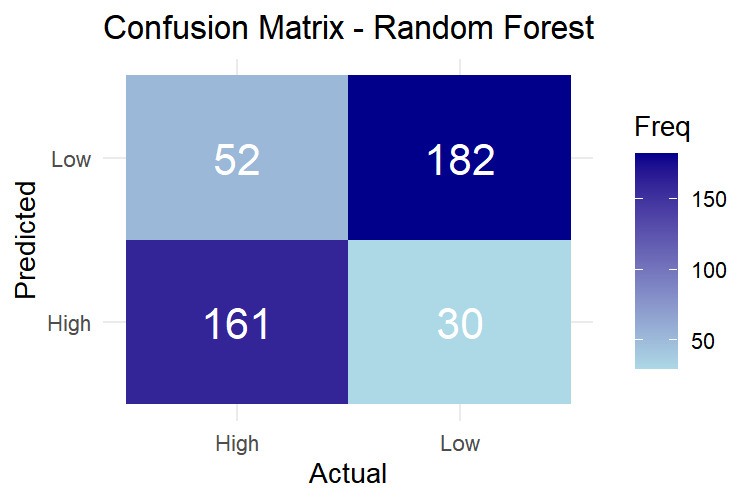 Confusion Matrix - Random Forest
Predicted
Low
52
182
High
161
30
High
Low
Actual
Freq
150
100
50